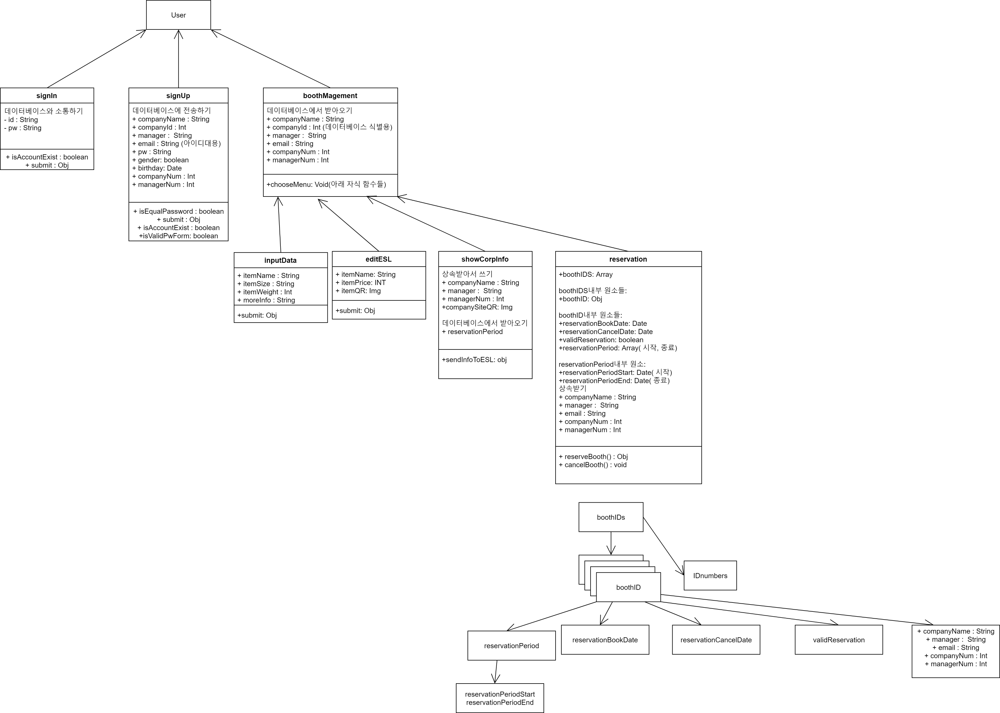 User
signIn
데이터베이스와 소통하기
- id : String
- pw : String
+ isAccountExist : boolean
+ submit : Obj
signUp
데이터베이스에 전송하기
+ companyName : String
+ companyId : Int
+ manager :  String
+ email : String (아이디대용)
+ pw : String
+ gender: boolean
+ birthday: Date
+ companyNum : Int
+ managerNum : Int
+ isEqualPassword : boolean
+ submit : Obj
+ isAccountExist : boolean
+isValidPwForm: boolean
boothMagement
데이터베이스에서 받아오기
+ companyName : String
+ companyId : Int (데이터베이스 식별용)
+ manager :  String
+ email : String
+ companyNum : Int
+ managerNum : Int
+chooseMenu: Void(아래 자식 함수들)
inputData
+ itemName : String
+ itemSize : String
+ itemWeight : Int
+ moreInfo : String
+submit: Obj
editESL
+ itemName: String
+ itemPrice: INT
+ itemQR: Img
+submit: Obj
showCorpInfo
상속받아서 쓰기
+ companyName : String
+ manager :  String
+ managerNum : Int
+companySiteQR: Img
데이터베이스에서 받아오기
+ reservationPeriod
+sendInfoToESL: obj
reservation
+boothIDS: Array
boothIDS내부 원소들:
+boothID: Obj
boothID내부 원소들:
+reservationBookDate: Date
+reservationCancelDate: Date
+validReservation: boolean
+reservationPeriod: Array( 시작, 종료)
reservationPeriod내부 원소:
+reservationPeriodStart: Date( 시작)
+reservationPeriodEnd: Date( 종료)
상속받기
+ companyName : String
+ manager :  String
+ email : String
+ companyNum : Int
+ managerNum : Int
+ reserveBooth() : Obj
+ cancelBooth() : void
boothIDs
IDnumbers
boothID
reservationPeriod
reservationBookDate
reservationCancelDate
validReservation
+ companyName : String
+ manager :  String
+ email : String
+ companyNum : Int
+ managerNum : Int
reservationPeriodStart
reservationPeriodEnd